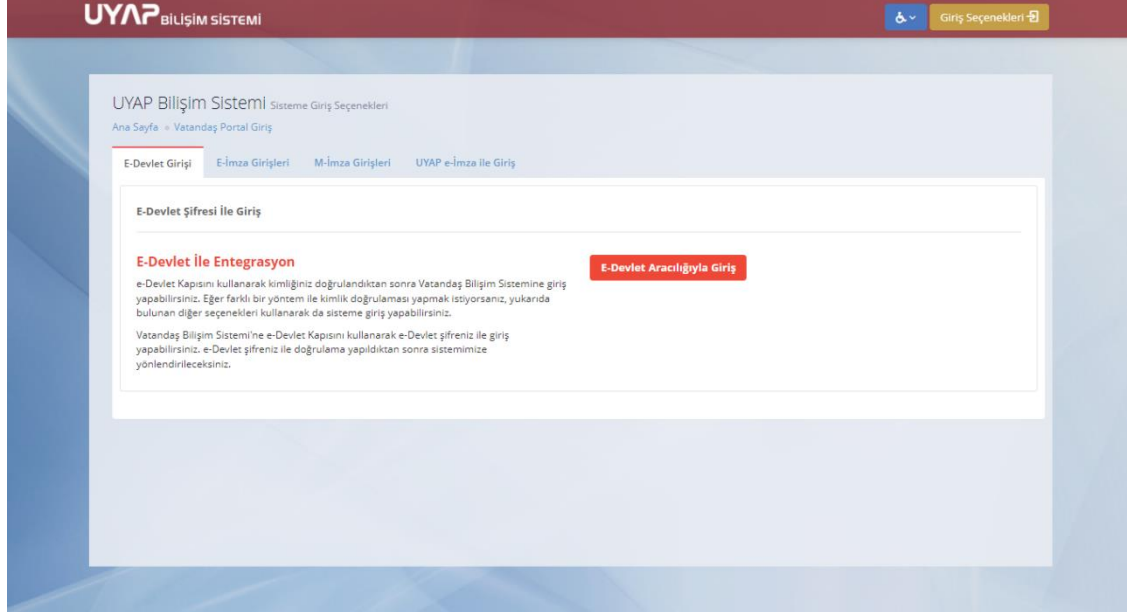 UYAP BİLİŞİM SİSTEMİ
Giriş Seçenekleri
UYAP Bilişim Sistemi Sisteme Giriş Seçenekleri
Ana Sayfa » Vatandaş Portal Giriş
E-Devlet Girişi E-İmza Girişleri M-İmza Girişleri UYAP e-İmza ile Giriş
E-Devlet Şifresi İle Giriş
E-Devlet İle Entegrasyon
E-Devlet Aracılığıyla Giriş
e-Devlet Kapısını kullanarak kimliğiniz doğrulandıktan sonra Vatandaş Bilişim Sistemine giriş
yapabilirsiniz. Eğer farklı bir yöntem ile kimlik doğrulaması yapmak istiyorsanız, yukarıda
bulunan diğer seçenekleri kullanarak da sisteme giriş yapabilirsiniz.
Vatandaş Bilişim Sistemi'ne e-Devlet Kapısını kullanarak e-Devlet şifreniz ile giriş
yapabilirsiniz. e-Devlet şifreniz ile doğrulama yapıldıktan sonra sistemimize
yönlendirileceksiniz.